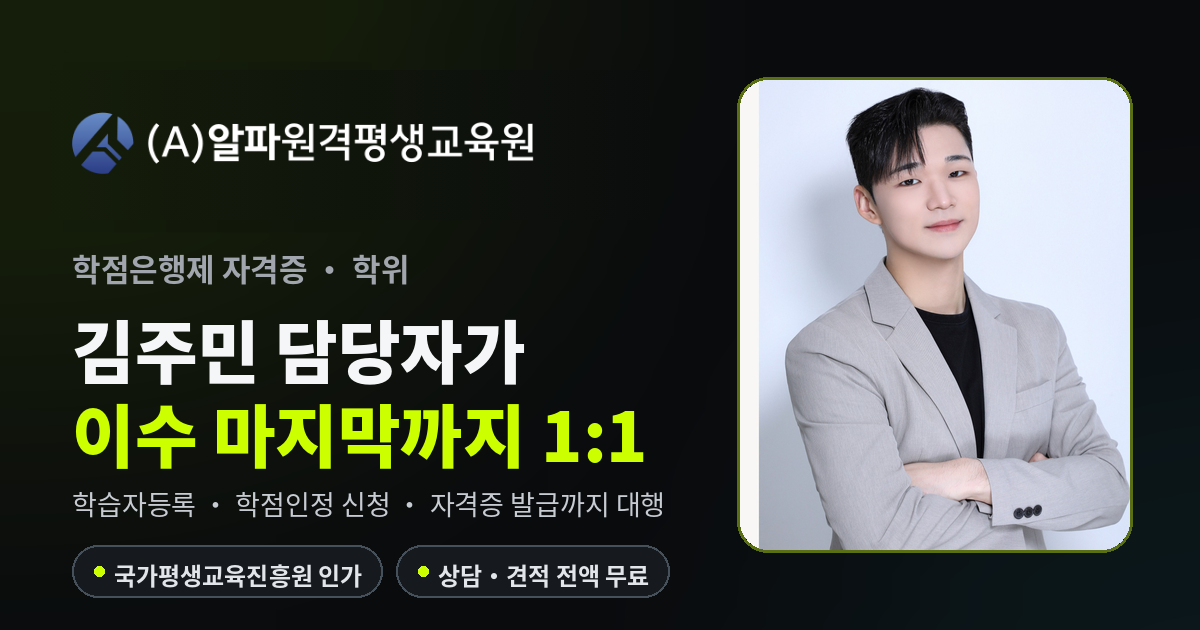 (A)알파원격평생교육원
학점은행제 자격증 · 학위
김주민 담당자가
이수 마지막까지 1:1
학습자등록 · 학점인정 신청 · 자격증 발급까지 대행
국가평생교육진흥원 인가
상담 · 견적 전액 무료